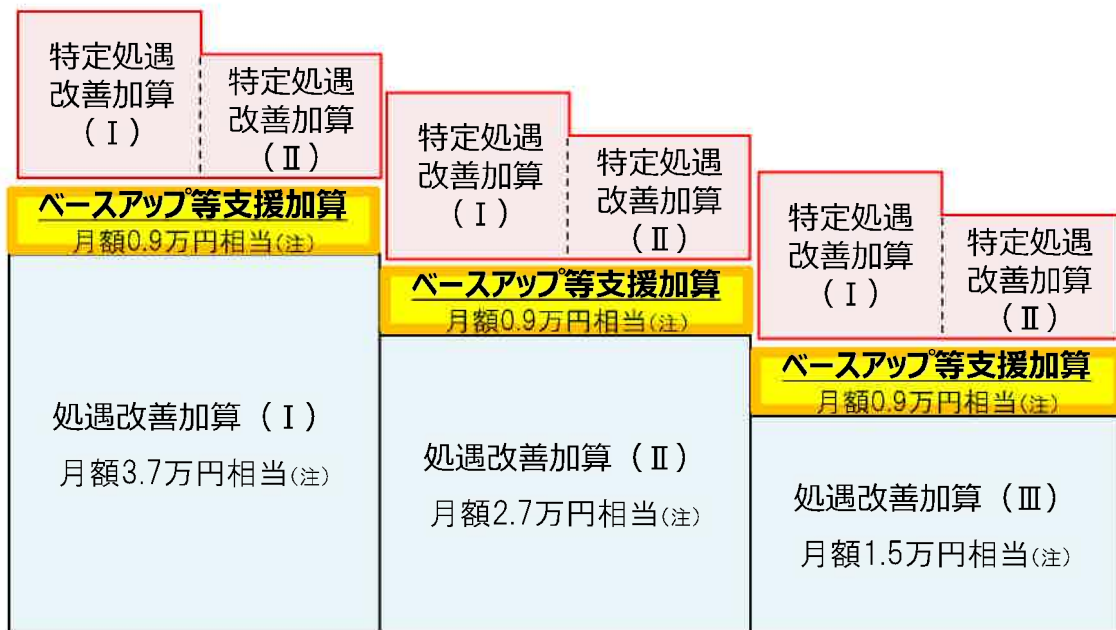 特定処遇
改善加算
(Ⅰ)
特定処遇
改善加算
(Ⅱ)
ベースアップ等支援加算
月額0.9万円相当(注)
処遇改善加算(Ⅰ)
月額3.7万円相当(注)
特定処遇
改善加算
(Ⅰ)
特定処遇
改善加算
(Ⅱ)
ベースアップ等支援加算
月額0.9万円相当(注)
処遇改善加算(Ⅱ)
月額2.7万円相当(注)
特定処遇
改善加算
(Ⅰ)
特定処遇
改善加算
(Ⅱ)
ベースアップ等支援加算
月額0.9万円相当(注)
処遇改善加算(Ⅲ)
月額1.5万円相当(注)